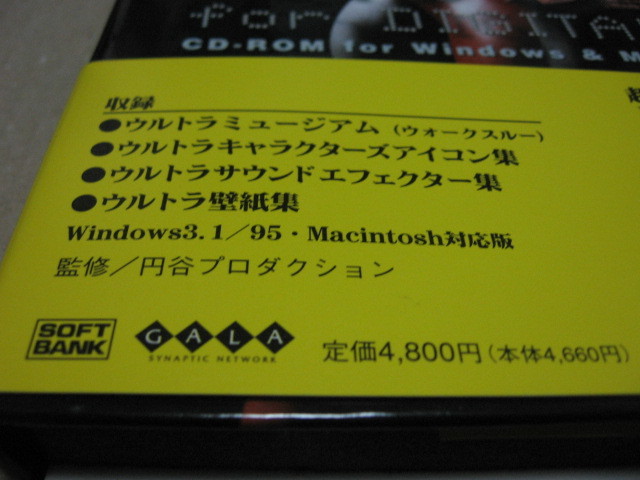 FOR DIGITA
CD-ROM for Windows & M
超
収録
●ウルトラミュージアム(ウォークスルー)
●ウルトラキャラクターズアイコン集
●ウルトラサウンドエフェクター集
●ウルトラ壁紙集
Windows3.1/95・Macintosh対応版
監修/円谷プロダクション
SOFT
BANK
GALA
SYNAPTIC NETWORK
定価4,800円(本体4,660円)